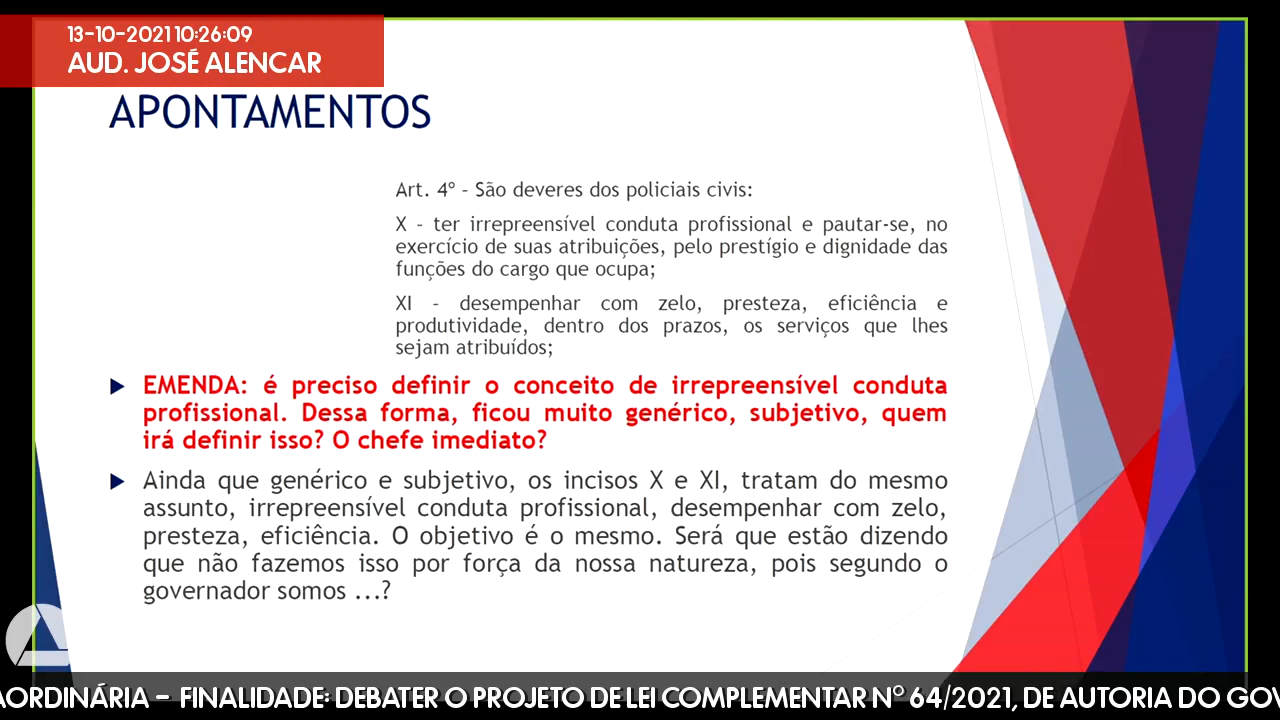 13-10-2021 10:26:09
AUD. JOSÉ ALENCAR
APONTAMENTOS
Art. 4º - São deveres dos policiais civis:
X - ter irrepreensível conduta profissional e pautar-se, no
exercício de suas atribuições, pelo prestígio e dignidade das
funções do cargo que ocupa;
XI - desempenhar com zelo, presteza, eficiência e
produtividade, dentro dos prazos, os serviços que lhes
sejam atribuídos;
EMENDA: é preciso definir o conceito de irrepreensível conduta
profissional. Dessa forma, ficou muito genérico, subjetivo, quem
irá definir isso? O chefe imediato?
Ainda que genérico e subjetivo, os incisos X e XI, tratam do mesmo
assunto, irrepreensível conduta profissional, desempenhar com zelo,
presteza, eficiência. O objetivo é o mesmo. Será que estão dizendo
que não fazemos isso por força da nossa natureza, pois segundo o
governador somos ...?
AORDINÁRIA - FINALIDADE: DEBATER O PROJETO DE LEI COMPLEMENTAR Nº 64/2021, DE AUTORIA DO GOV